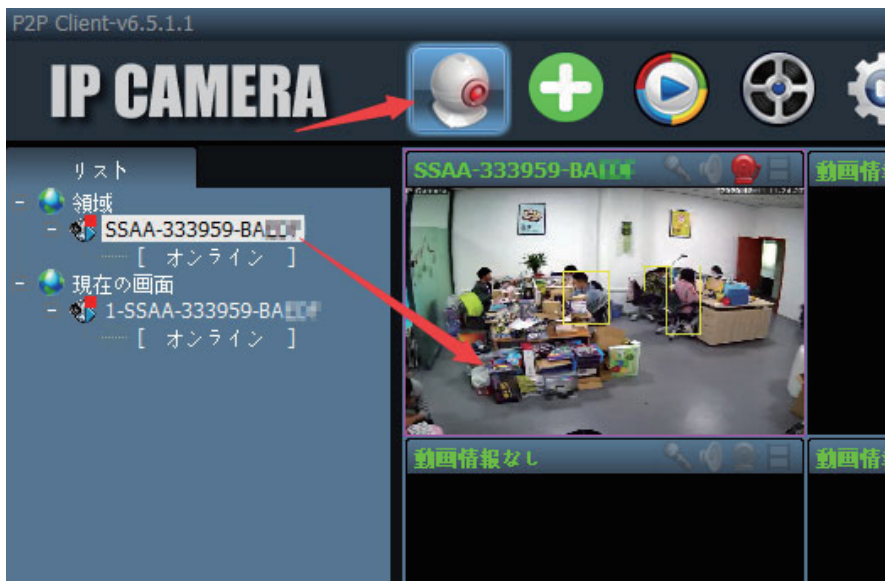 P2P Client-v6.5.1.1
IP CAMERA
リスト
領域
SSAA-333959-BA
[ オンライン ]
現在の画面
1-SSAA-333959-BA
[ オンライン ]
SSAA-333959-BA
動画情
動画情報なし
動画情